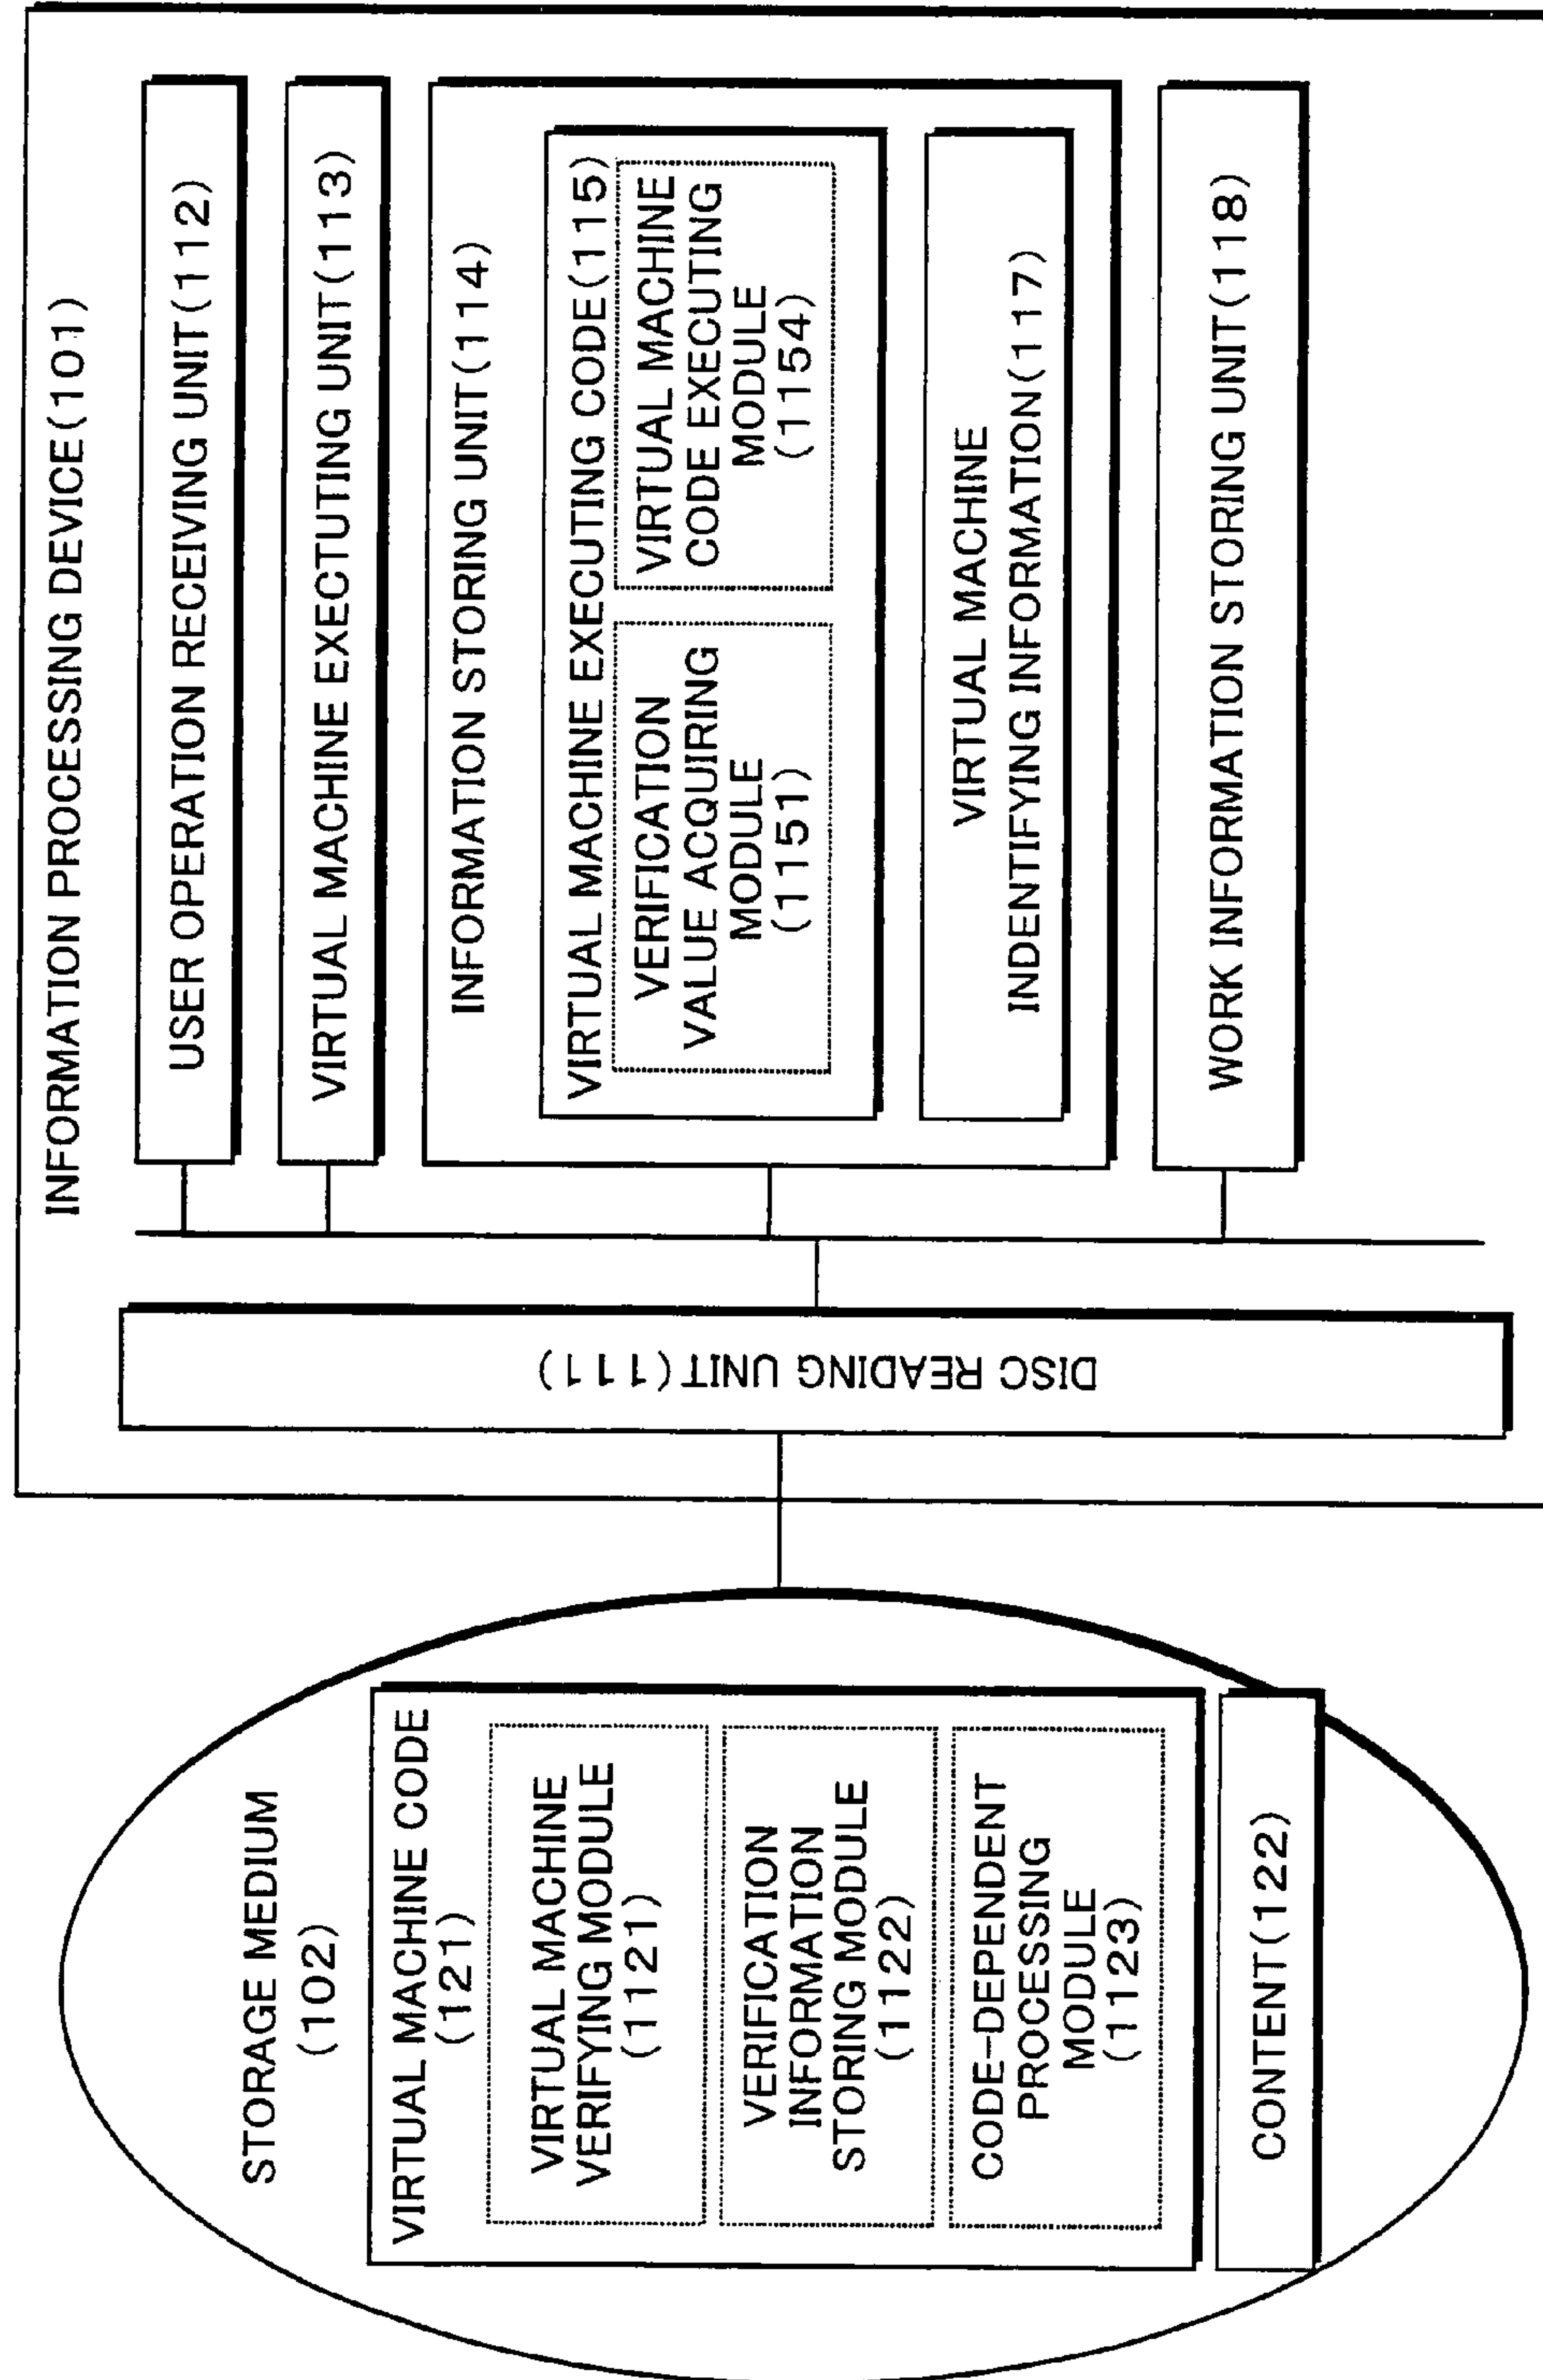 STORAGE MEDIUM
(102)
VIRTUAL MACHINE CODE
(121)
VIRTUAL MACHINE
VERIFYING MODULE
(1121)
VERIFICATION
INFORMATION
STORING MODULE
(1122)
CODE-DEPENDENT
PROCESSING
MODULE
(1123)
CONTENT(122)
INFORMATION PROCESSING DEVICE(101)
DISC READING UNIT(111)
USER OPERATION RECEIVING UNIT(112)
VIRTUAL MACHINE EXECTUTING UNIT(113)
INFORMATION STORING UNIT(114)
VIRTUAL MACHINE EXECUTING CODE(115)
VERIFICATION
VALUE ACQUIRING
MODULE
(1151)
VIRTUAL MACHINE
CODE EXECUTING
MODULE
(1154)
VIRTUAL MACHINE
INDENTIFYING INFORMATION(117)
WORK INFORMATION STORING UNIT(118)